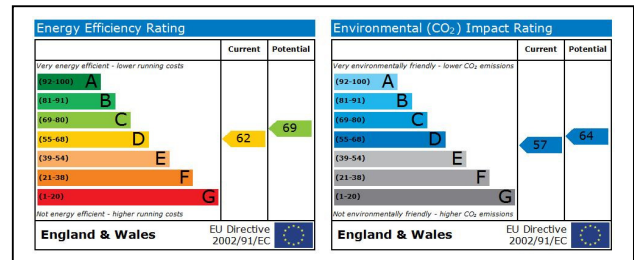 Energy Efficiency Rating
Current Potential
Very energy efficient - lower running costs
(92-100) A
(81-91) B
(69-80) C
(55-68) D
(39-54) E
(21-38) F
(1-20) G
62
69
Not energy efficient - higher running costs
England & Wales
EU Directive
2002/91/EC
Environmental (CO₂) Impact Rating
Current Potential
Very environmentally friendly - lower CO₂ emissions
(92-100) A
(81-91) B
(69-80) C
(55-68) D
(39-54) E
(21-38) F
(1-20) G
57
64
Not environmentally friendly - higher CO₂ emissions
England & Wales
EU Directive
2002/91/EC